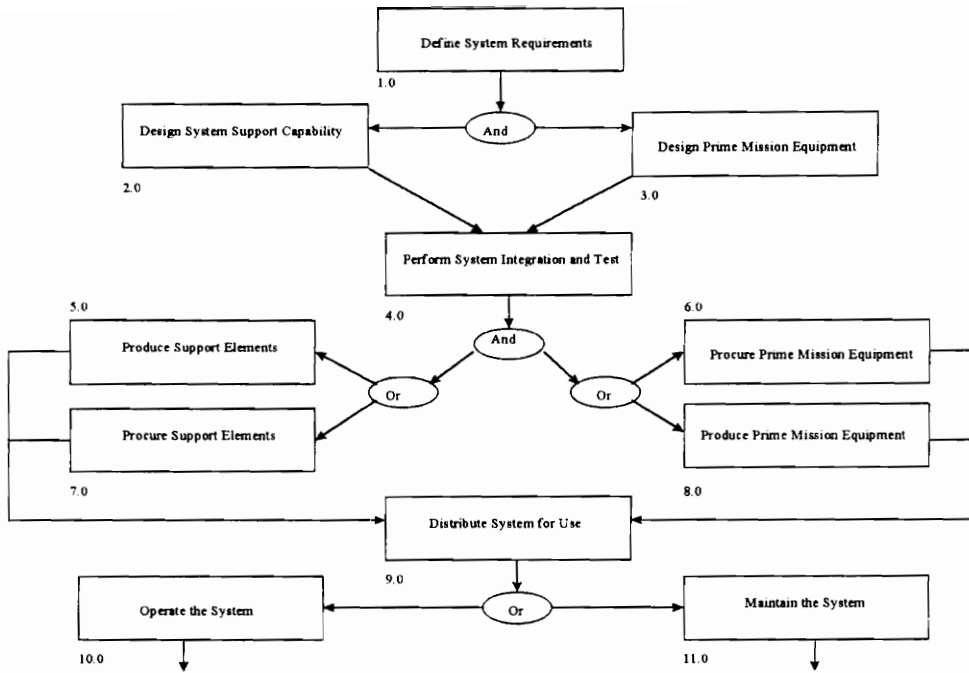 Define System Requirements
1.0
And
Design System Support Capability
Design Prime Mission Equipment
2.0
3.0
Perform System Integration and Test
4.0
5.0
6.0
And
Produce Support Elements
Procure Prime Mission Equipment
Or
Or
Procure Support Elements
Produce Prime Mission Equipment
7.0
8.0
Distribute System for Use
9.0
Operate the System
Or
Maintain the System
10.0
11.0